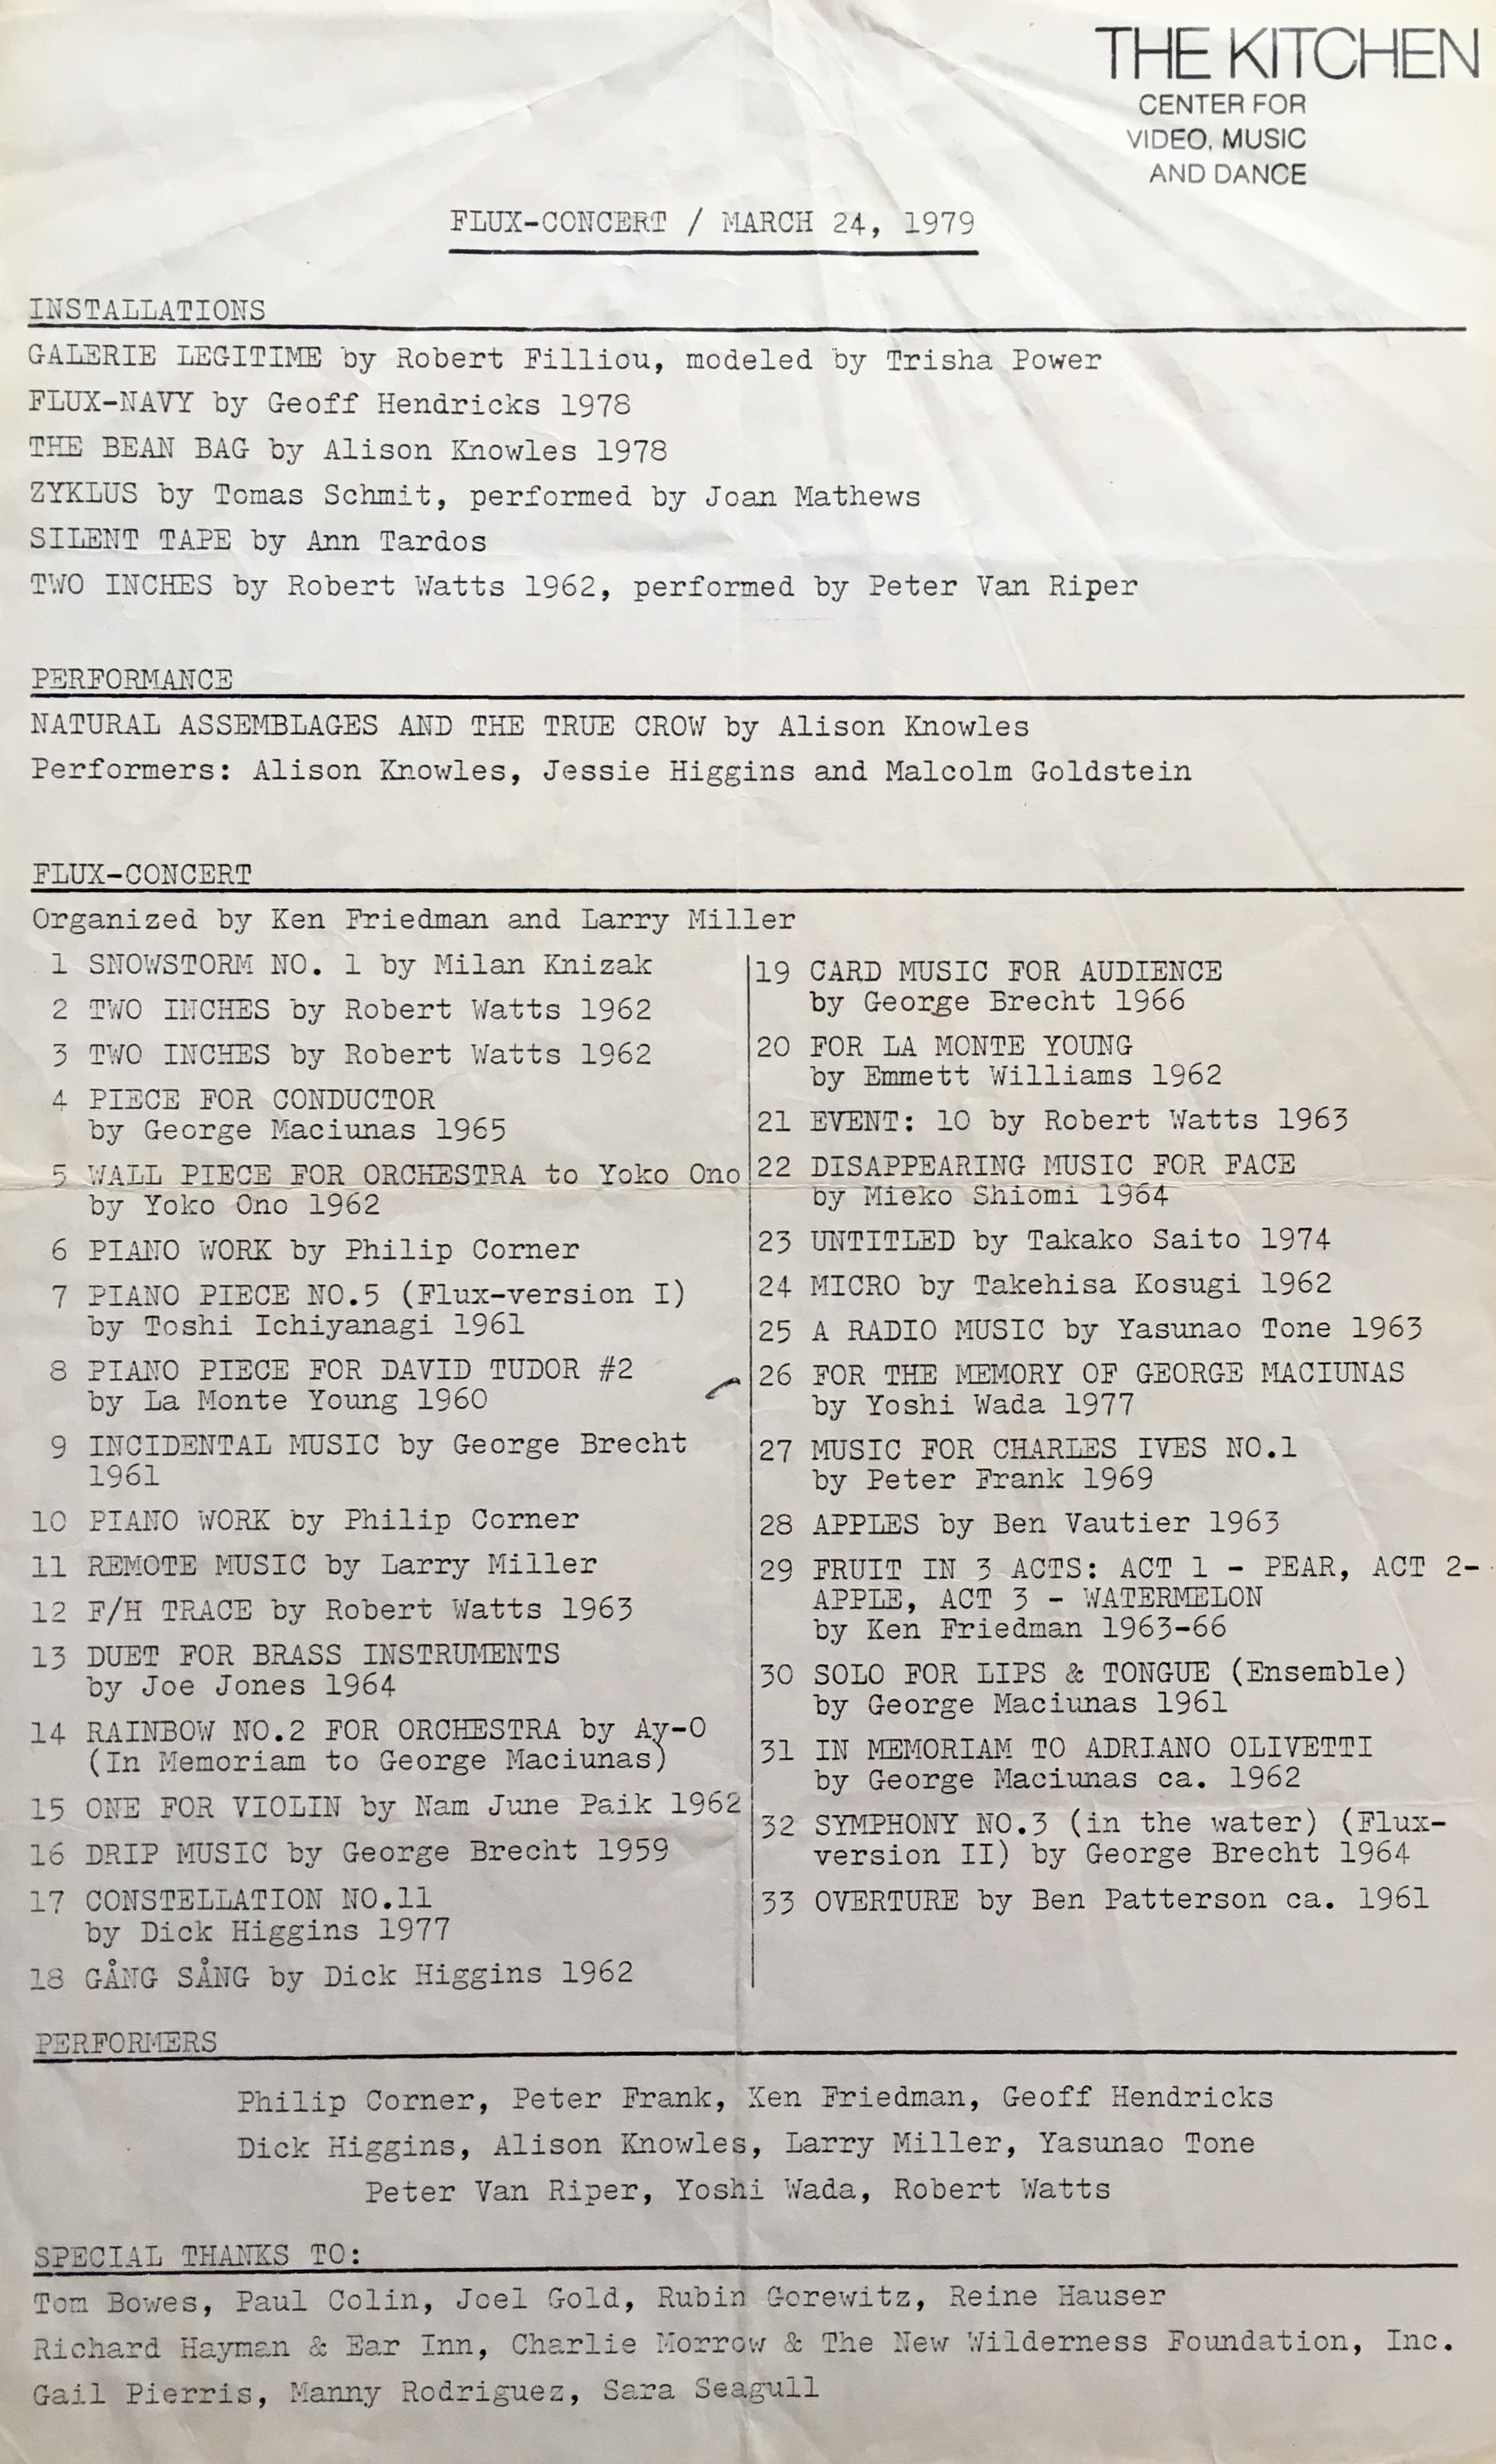 THE KITCHEN
CENTER FOR
VIDEO, MUSIC
AND DANCE
FLUX-CONCERT / MARCH 24, 1979
INSTALLATIONS
GALERIE LEGITIME by Robert Filliou, modeled by Trisha Power
FLUX-NAVY by Geoff Hendricks 1978
THE BEAN BAG by Alison Knowles 1978
ZYKLUS by Tomas Schmit, performed by Joan Mathews
SILENT TAPE by Ann Tardos
TWO INCHES by Robert Watts 1962, performed by Peter Van Riper
PERFORMANCE
NATURAL ASSEMBLAGES AND THE TRUE CROW by Alison Knowles
Performers: Alison Knowles, Jessie Higgins and Malcolm Goldstein
FLUX-CONCERT
Organized by Ken Friedman and Larry Miller
1 SNOWSTORM NO. 1 by Milan Knizak
2 TWO INCHES by Robert Watts 1962
3 TWO INCHES by Robert Watts 1962
4 PIECE FOR CONDUCTOR
by George Maciunas 1965
5 WALL PIECE FOR ORCHESTRA to Yoko Ono
by Yoko Ono 1962
6 PIANO WORK by Philip Corner
7 PIANO PIECE NO.5 (Flux-version I)
by Toshi Ichiyanagi 1961
8 PIANO PIECE FOR DAVID TUDOR #2
by La Monte Young 1960
9 INCIDENTAL MUSIC by George Brecht
1961
10 PIANO WORK by Philip Corner
11 REMOTE MUSIC by Larry Miller
12 F/H TRACE by Robert Watts 1963
13 DUET FOR BRASS INSTRUMENTS
by Joe Jones 1964
14 RAINBOW NO.2 FOR ORCHESTRA by Ay-O
(In Memoriam to George Maciunas)
15 ONE FOR VIOLIN by Nam June Paik 1962
16 DRIP MUSIC by George Brecht 1959
17 CONSTELLATION NO.11
by Dick Higgins 1977
18 GÅNG SÅNG by Dick Higgins 1962
19 CARD MUSIC FOR AUDIENCE
by George Brecht 1966
20 FOR LA MONTE YOUNG
by Emmett Williams 1962
21 EVENT: 10 by Robert Watts 1963
22 DISAPPEARING MUSIC FOR FACE
by Mieko Shiomi 1964
23 UNTITLED by Takako Saito 1974
24 MICRO by Takehisa Kosugi 1962
25 A RADIO MUSIC by Yasunao Tone 1963
26 FOR THE MEMORY OF GEORGE MACIUNAS
by Yoshi Wada 1977
27 MUSIC FOR CHARLES IVES NO.1
by Peter Frank 1969
28 APPLES by Ben Vautier 1963
29 FRUIT IN 3 ACTS: ACT 1 - PEAR, ACT 2-
APPLE, ACT 3 - WATERMELON
by Ken Friedman 1963-66
30 SOLO FOR LIPS & TONGUE (Ensemble)
by George Maciunas 1961
31 IN MEMORIAM TO ADRIANO OLIVETTI
by George Maciunas ca. 1962
32 SYMPHONY NO.3 (in the water) (Flux-
version II) by George Brecht 1964
33 OVERTURE by Ben Patterson ca. 1961
PERFORMERS
Philip Corner, Peter Frank, Ken Friedman, Geoff Hendricks
Dick Higgins, Alison Knowles, Larry Miller, Yasunao Tone
Peter Van Riper, Yoshi Wada, Robert Watts
SPECIAL THANKS TO:
Tom Bowes, Paul Colin, Joel Gold, Rubin Gorewitz, Reine Hauser
Richard Hayman & Ear Inn, Charlie Morrow & The New Wilderness Foundation, Inc.
Gail Pierris, Manny Rodriguez, Sara Seagull